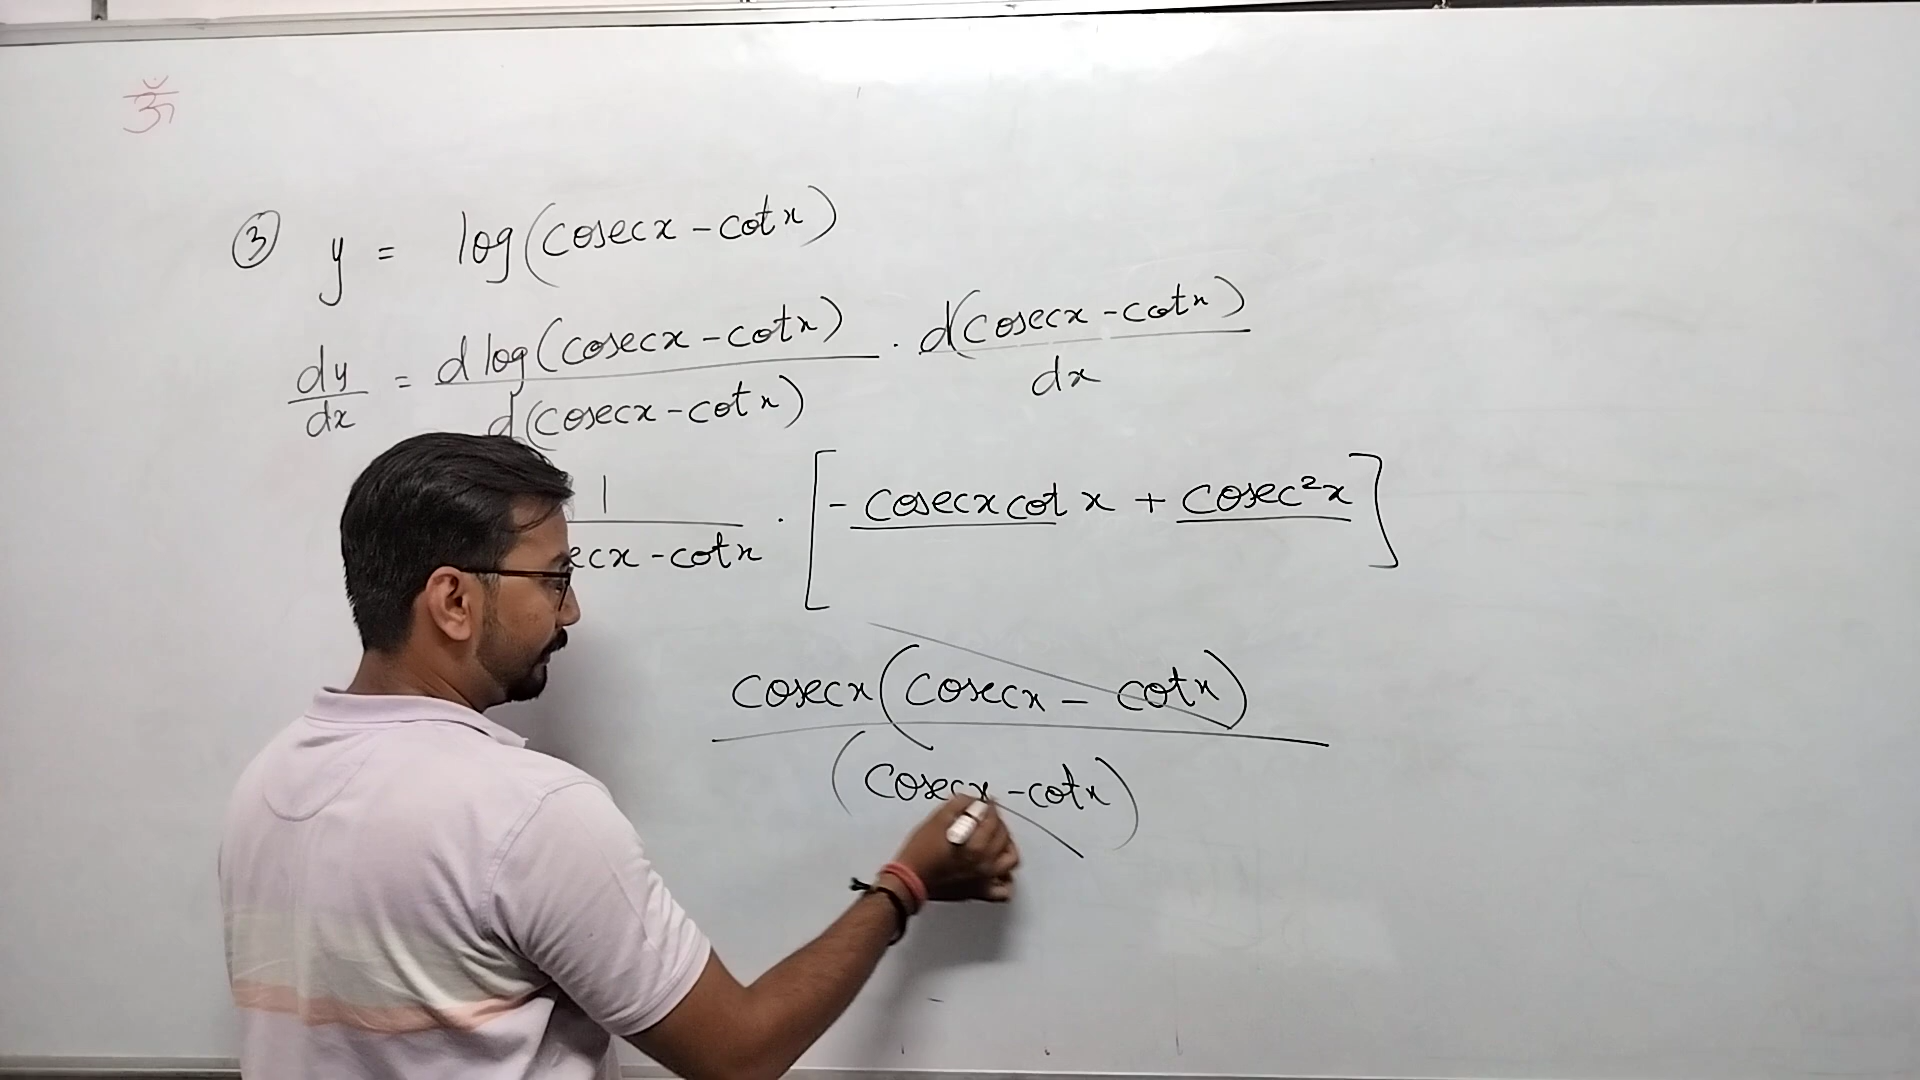 ॐ
③ y = log(cosecx - cotx)
dy/dx = d log(cosecx - cotx)/d(cosecx - cotx) . d(cosecx - cotx)/dx
1/ecx - cotx . [- cosecx cotx + cosec²x]
cosecx(cosecx - cotx)/(cosecx - cotx)